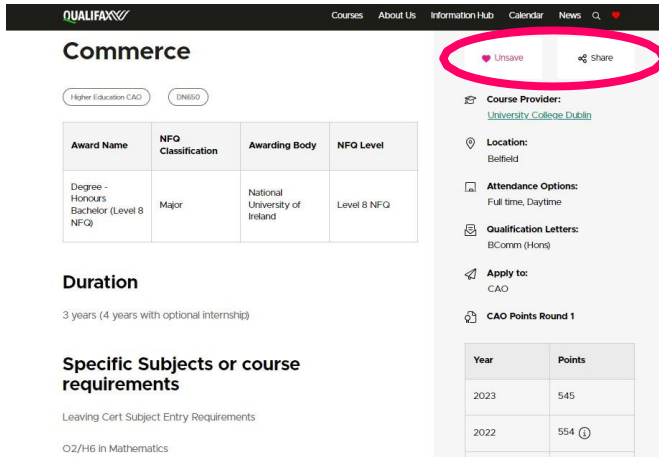 QUALIFAX
Courses About Us Information Hub Calendar News
Commerce
Higher Education CAO DN650
Award Name NFQ Classification Awarding Body NFQ Level
Degree - Honours Bachelor (Level 8 NFQ) Major National University of Ireland Level 8 NFQ
Duration
3 years (4 years with optional internship)
Specific Subjects or course
requirements
Leaving Cert Subject Entry Requirements
O2/H6 in Mathematics
Unsave Share
Course Provider:
University College Dublin
Location:
Belfield
Attendance Options:
Full time, Daytime
Qualification Letters:
BComm (Hons)
Apply to:
CAO
CAO Points Round 1
Year Points
2023 545
2022 554